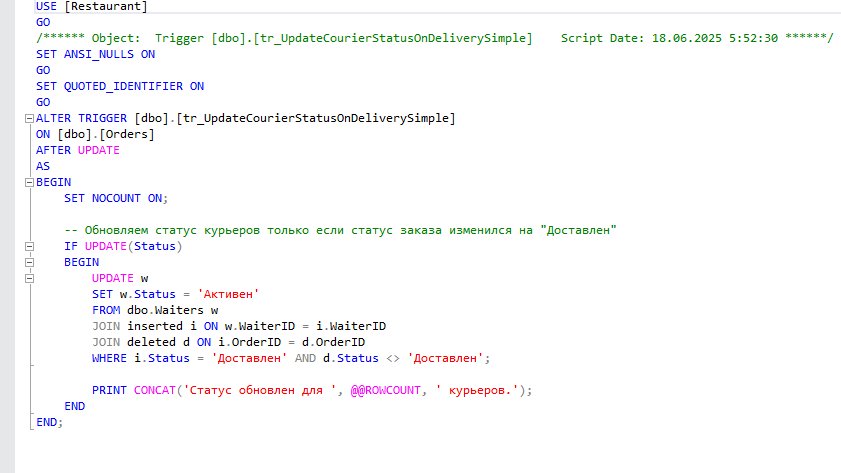 USE [Restaurant]
GO
/****** Object:  Trigger [dbo].[tr_UpdateCourierStatusOnDeliverySimple]    Script Date: 18.06.2025 5:52:30 ******/
SET ANSI_NULLS ON
GO
SET QUOTED_IDENTIFIER ON
GO
ALTER TRIGGER [dbo].[tr_UpdateCourierStatusOnDeliverySimple]
ON [dbo].[Orders]
AFTER UPDATE
AS
BEGIN
    SET NOCOUNT ON;

    -- Обновляем статус курьеров только если статус заказа изменился на "Доставлен"
    IF UPDATE(Status)
    BEGIN
        UPDATE w
        SET w.Status = 'Активен'
        FROM dbo.Waiters w
        JOIN inserted i ON w.WaiterID = i.WaiterID
        JOIN deleted d ON i.OrderID = d.OrderID
        WHERE i.Status = 'Доставлен' AND d.Status <> 'Доставлен';

        PRINT CONCAT('Статус обновлен для ', @@ROWCOUNT, ' курьеров.');
    END
END;